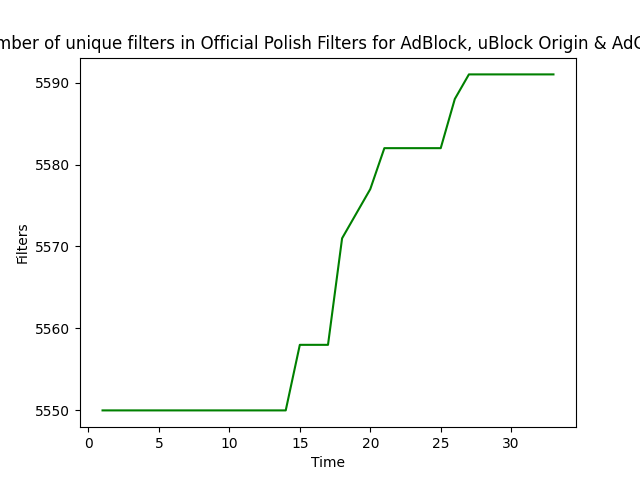 mber of unique filters in Official Polish Filters for AdBlock, uBlock Origin & AdG
5590
5580
5570
5560
5550
Filters
0 5 10 15 20 25 30
Time